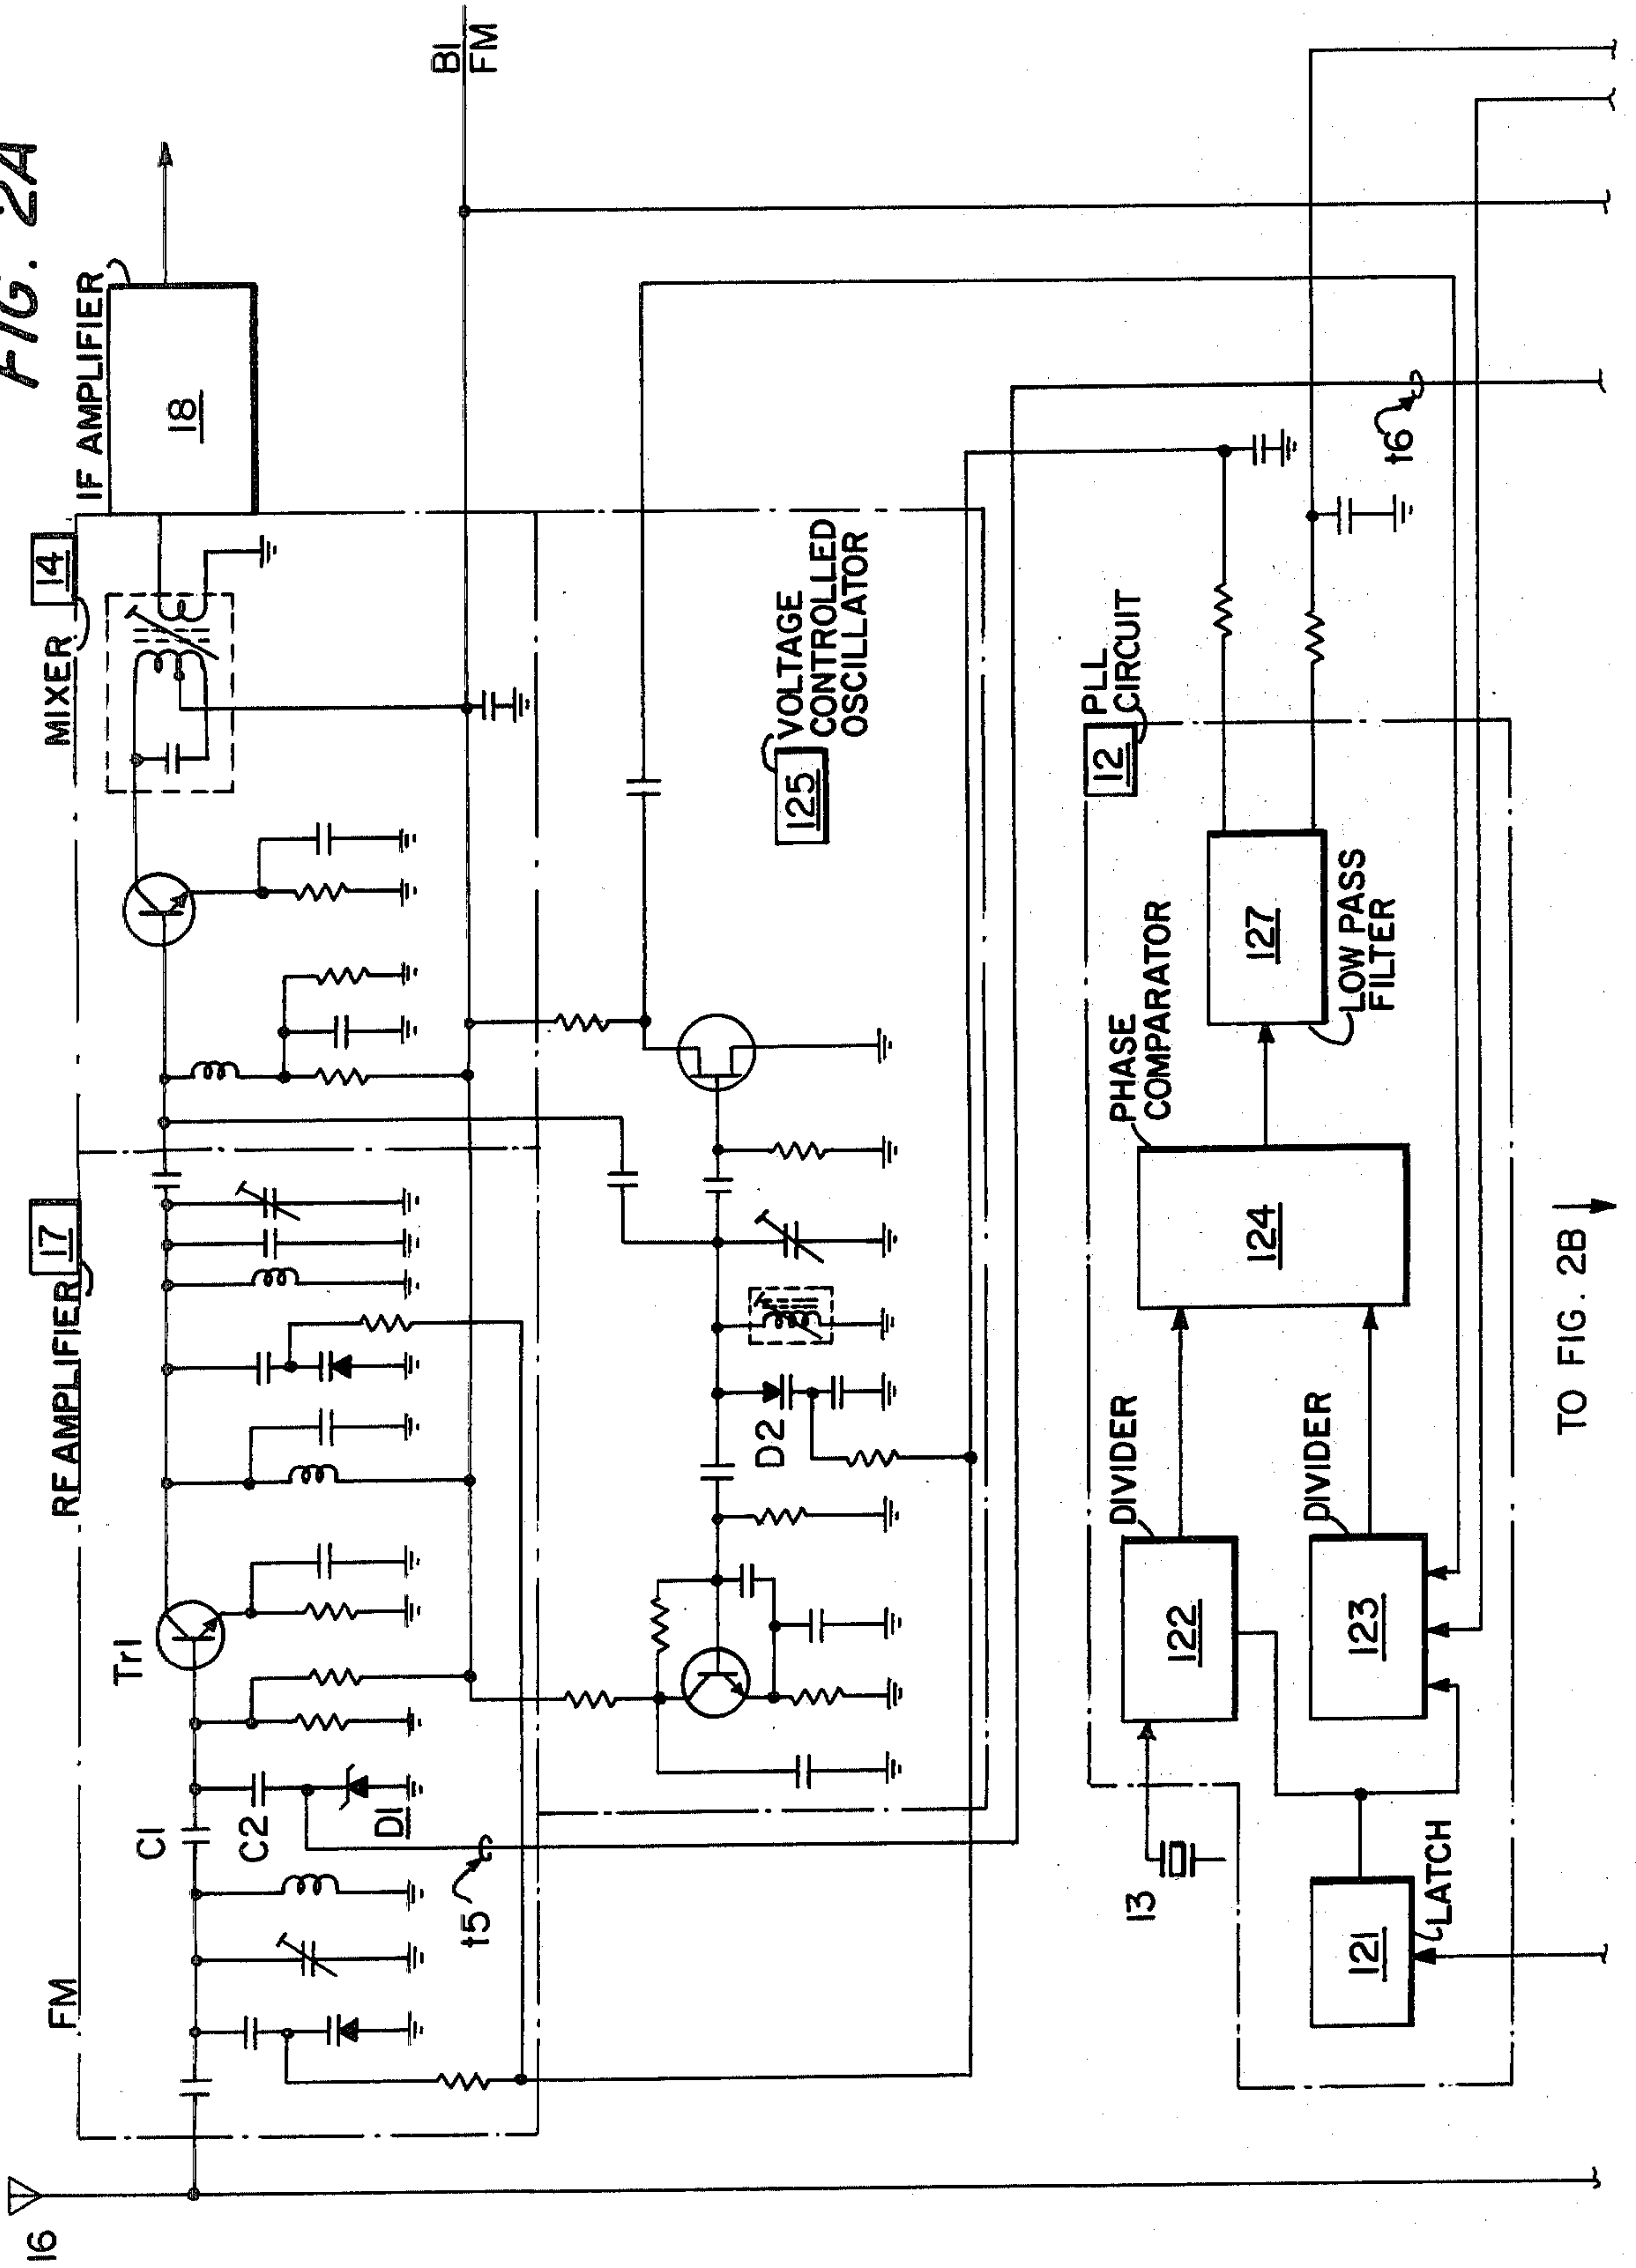 FIG. 2A
16
FM
RF AMPLIFIER
17
MIXER
14
IF AMPLIFIER
18
B1
FM
C1
C2
D1
Tr1
t5
D2
125
VOLTAGE
CONTROLLED
OSCILLATOR
12
PLL
CIRCUIT
13
DIVIDER
122
PHASE
COMPARATOR
124
127
LOW PASS
FILTER
t6
121
LATCH
DIVIDER
123
TO FIG. 2B